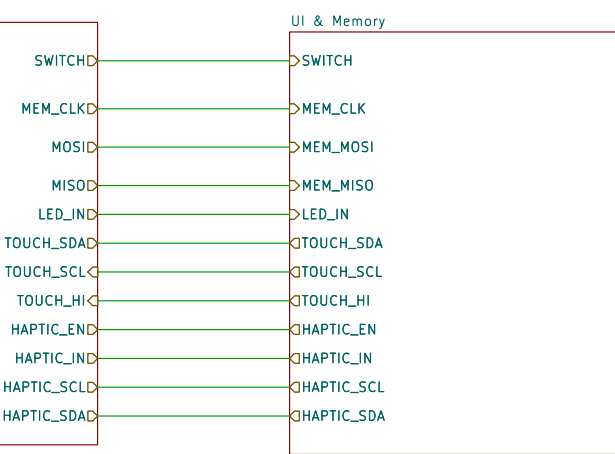 UI & Memory
SWITCH SWITCH
MEM_CLK MEM_CLK
MOSI MEM_MOSI
MISO MEM_MISO
LED_IN LED_IN
TOUCH_SDA TOUCH_SDA
TOUCH_SCL TOUCH_SCL
TOUCH_HI TOUCH_HI
HAPTIC_EN HAPTIC_EN
HAPTIC_IN HAPTIC_IN
HAPTIC_SCL HAPTIC_SCL
HAPTIC_SDA HAPTIC_SDA